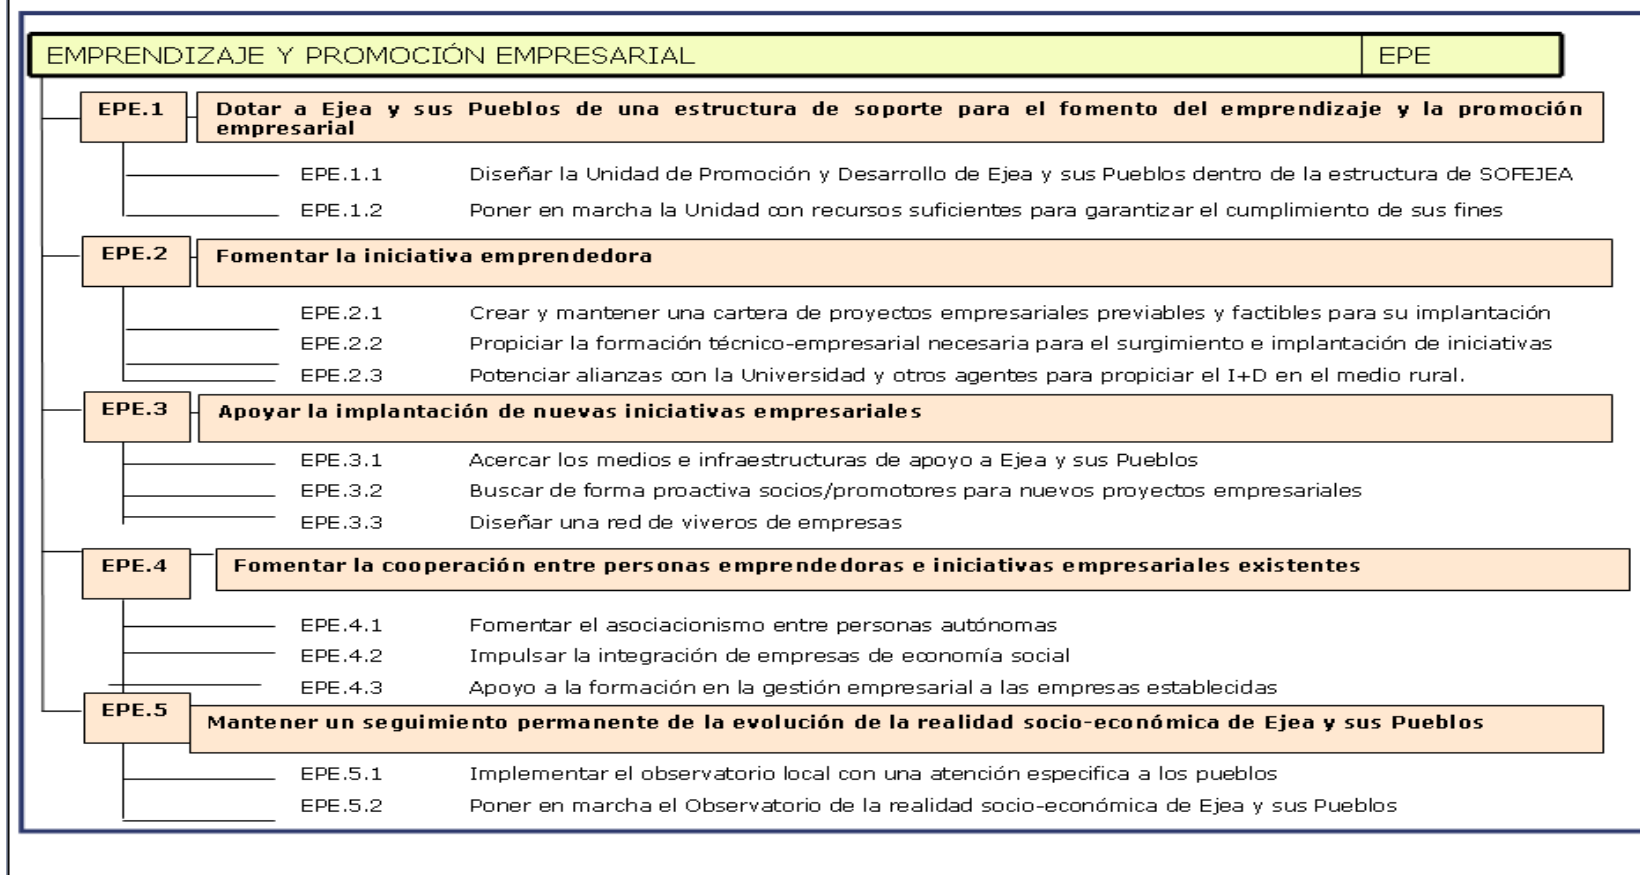 EMPRENDIZAJE Y PROMOCIÓN EMPRESARIAL EPE
EPE.1 Dotar a Ejea y sus Pueblos de una estructura de soporte para el fomento del emprendizaje y la promoción
empresarial
EPE.1.1 Diseñar la Unidad de Promoción y Desarrollo de Ejea y sus Pueblos dentro de la estructura de SOFEJEA
EPE.1.2 Poner en marcha la Unidad con recursos suficientes para garantizar el cumplimiento de sus fines
EPE.2 Fomentar la iniciativa emprendedora
EPE.2.1 Crear y mantener una cartera de proyectos empresariales previables y factibles para su implantación
EPE.2.2 Propiciar la formación técnico-empresarial necesaria para el surgimiento e implantación de iniciativas
EPE.2.3 Potenciar alianzas con la Universidad y otros agentes para propiciar el I+D en el medio rural.
EPE.3 Apoyar la implantación de nuevas iniciativas empresariales
EPE.3.1 Acercar los medios e infraestructuras de apoyo a Ejea y sus Pueblos
EPE.3.2 Buscar de forma proactiva socios/promotores para nuevos proyectos empresariales
EPE.3.3 Diseñar una red de viveros de empresas
EPE.4 Fomentar la cooperación entre personas emprendedoras e iniciativas empresariales existentes
EPE.4.1 Fomentar el asociacionismo entre personas autónomas
EPE.4.2 Impulsar la integración de empresas de economía social
EPE.4.3 Apoyo a la formación en la gestión empresarial a las empresas establecidas
EPE.5 Mantener un seguimiento permanente de la evolución de la realidad socio-económica de Ejea y sus Pueblos
EPE.5.1 Implementar el observatorio local con una atención especifica a los pueblos
EPE.5.2 Poner en marcha el Observatorio de la realidad socio-económica de Ejea y sus Pueblos